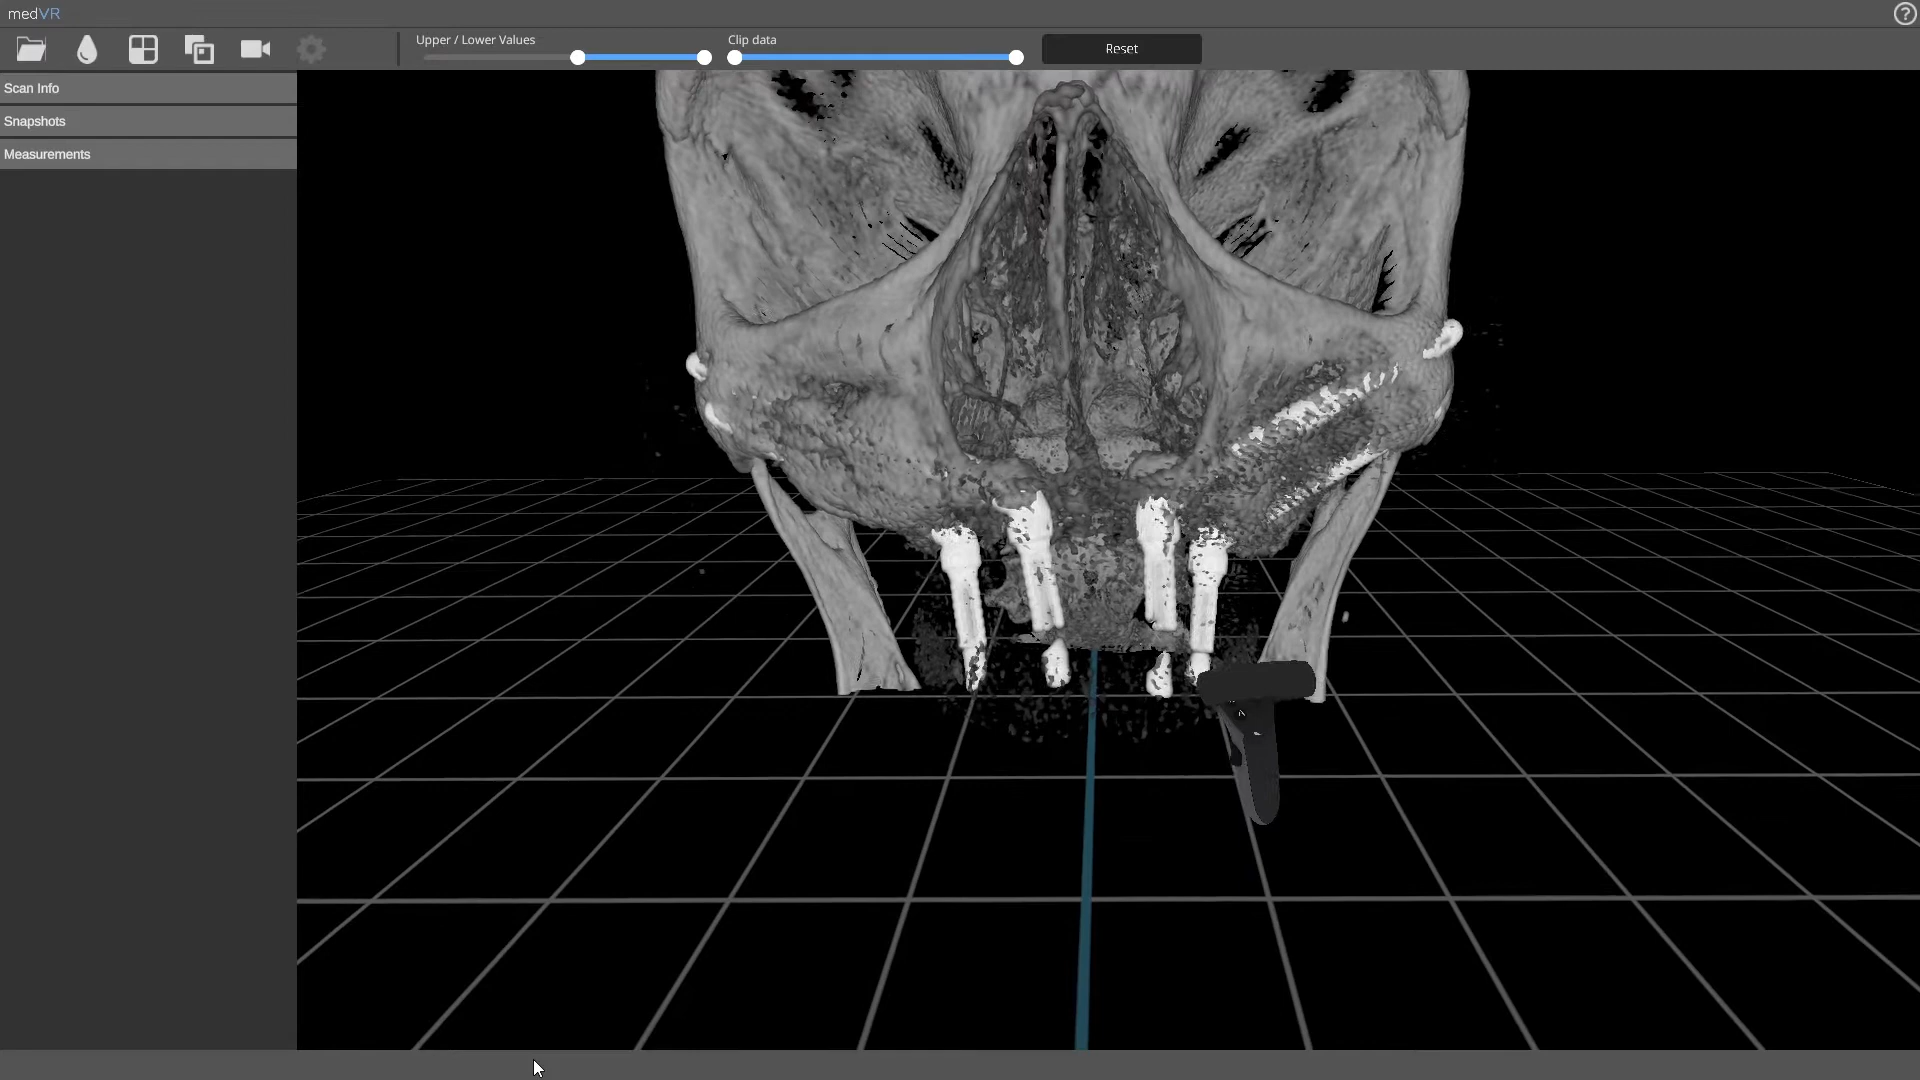 medVR
Upper / Lower Values
Clip data
Reset
Scan Info
Snapshots
Measurements